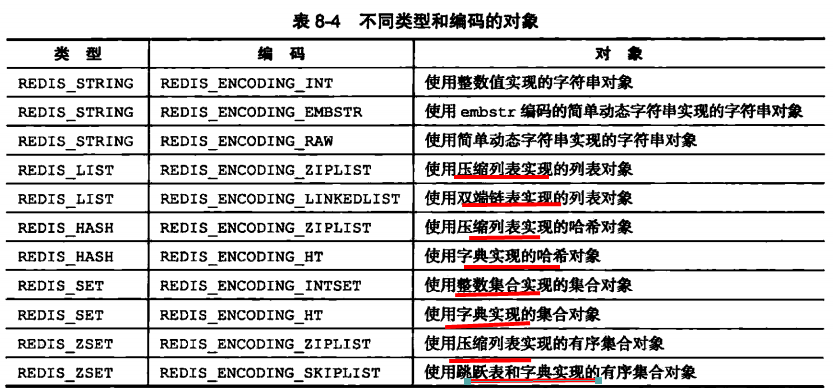 表 8-4 不同类型和编码的对象
类 型 编 码 对 象
REDIS_STRING REDIS_ENCODING_INT 使用整数值实现的字符串对象
REDIS_STRING REDIS_ENCODING_EMBSTR 使用 embstr 编码的简单动态字符串实现的字符串对象
REDIS_STRING REDIS_ENCODING_RAW 使用简单动态字符串实现的字符串对象
REDIS_LIST REDIS_ENCODING_ZIPLIST 使用压缩列表实现的列表对象
REDIS_LIST REDIS_ENCODING_LINKEDLIST 使用双端链表实现的列表对象
REDIS_HASH REDIS_ENCODING_ZIPLIST 使用压缩列表实现的哈希对象
REDIS_HASH REDIS_ENCODING_HT 使用字典实现的哈希对象
REDIS_SET REDIS_ENCODING_INTSET 使用整数集合实现的集合对象
REDIS_SET REDIS_ENCODING_HT 使用字典实现的集合对象
REDIS_ZSET REDIS_ENCODING_ZIPLIST 使用压缩列表实现的有序集合对象
REDIS_ZSET REDIS_ENCODING_SKIPLIST 使用跳跃表和字典实现的有序集合对象